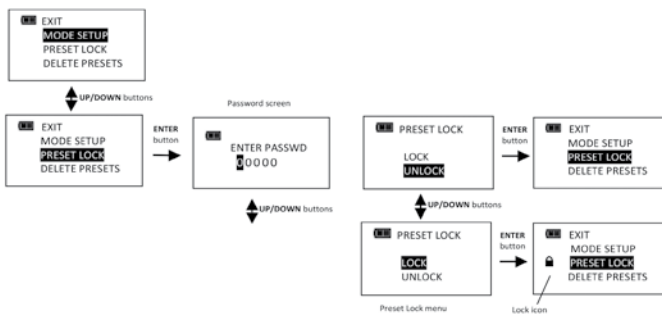 EXIT
MODE SETUP
PRESET LOCK
DELETE PRESETS
UP/DOWN buttons
EXIT
MODE SETUP
PRESET LOCK
DELETE PRESETS
ENTER
button
Password screen
ENTER PASSWD
00000
UP/DOWN buttons
PRESET LOCK
LOCK
UNLOCK
ENTER
button
EXIT
MODE SETUP
PRESET LOCK
DELETE PRESETS
UP/DOWN buttons
PRESET LOCK
LOCK
UNLOCK
Preset Lock menu
ENTER
button
EXIT
MODE SETUP
PRESET LOCK
DELETE PRESETS
Lock icon